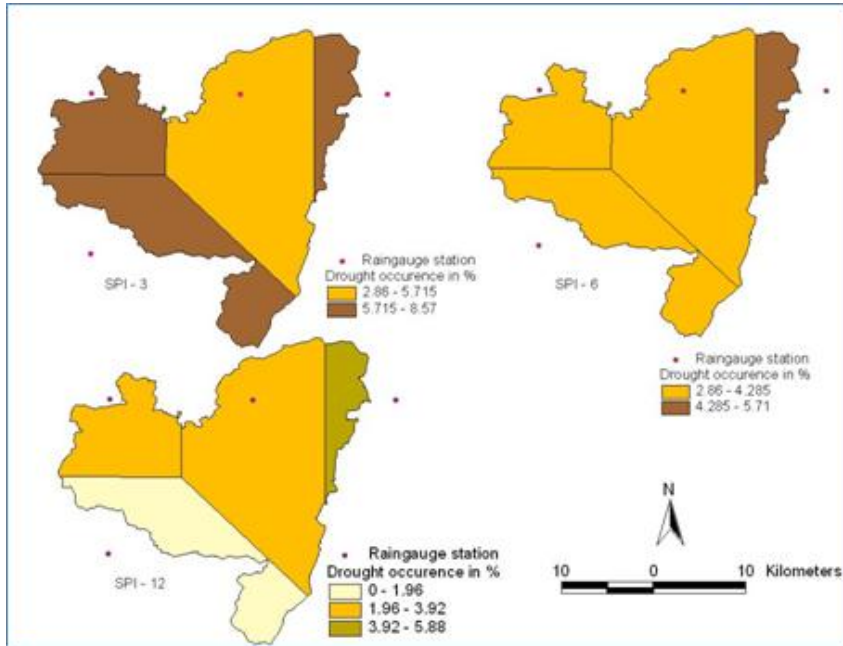 Raingauge station
Drought occurence in %
2.86 - 5.715
5.715 - 8.57
SPI - 3
Raingauge station
Drought occurence in %
2.86 - 4.285
4.285 - 5.71
SPI - 6
Raingauge station
Drought occurence in %
0 - 1.96
1.96 - 3.92
3.92 - 5.88
SPI - 12
N
10 0 10 Kilometers